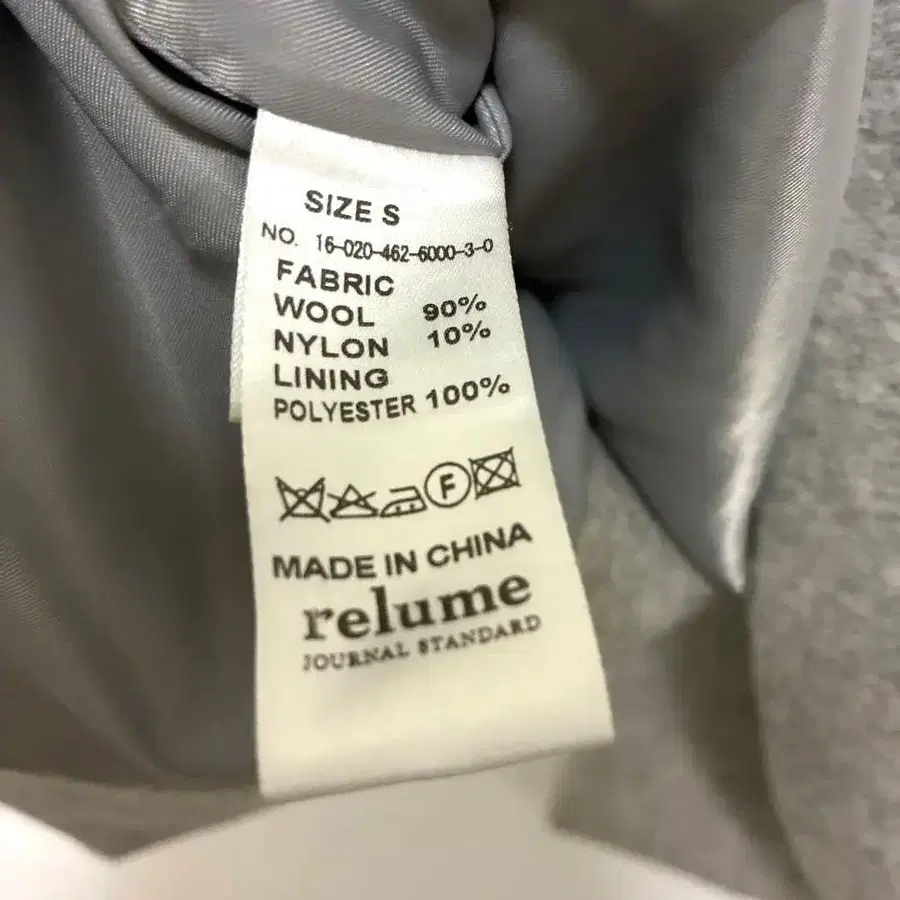 SIZE S
NO. 16-020-462-6000-3-0
FABRIC
WOOL 90%
NYLON 10%
LINING
POLYESTER 100%
F
MADE IN CHINA
relume
JOURNAL STANDARD